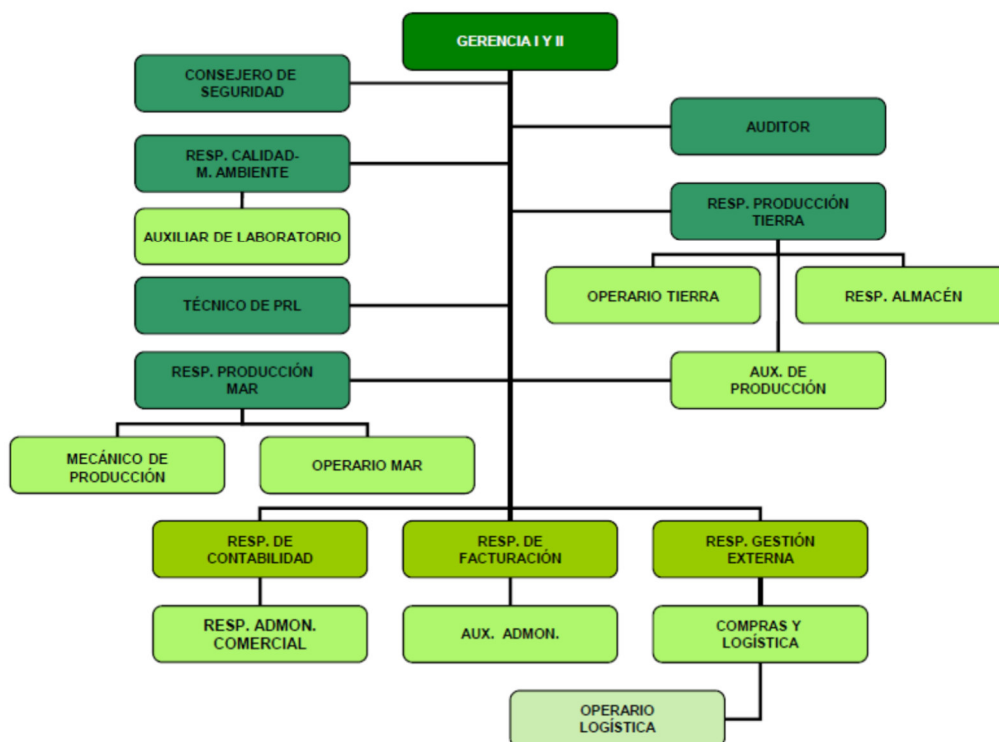 GERENCIA I Y II
CONSEJERO DE
SEGURIDAD
AUDITOR
RESP. CALIDAD-
M. AMBIENTE
RESP. PRODUCCIÓN
TIERRA
AUXILIAR DE LABORATORIO
OPERARIO TIERRA
RESP. ALMACÉN
TÉCNICO DE PRL
RESP. PRODUCCIÓN
MAR
AUX. DE
PRODUCCIÓN
MECÁNICO DE
PRODUCCIÓN
OPERARIO MAR
RESP. DE
CONTABILIDAD
RESP. DE
FACTURACIÓN
RESP. GESTIÓN
EXTERNA
RESP. ADMON.
COMERCIAL
AUX. ADMON.
COMPRAS Y
LOGÍSTICA
OPERARIO
LOGÍSTICA